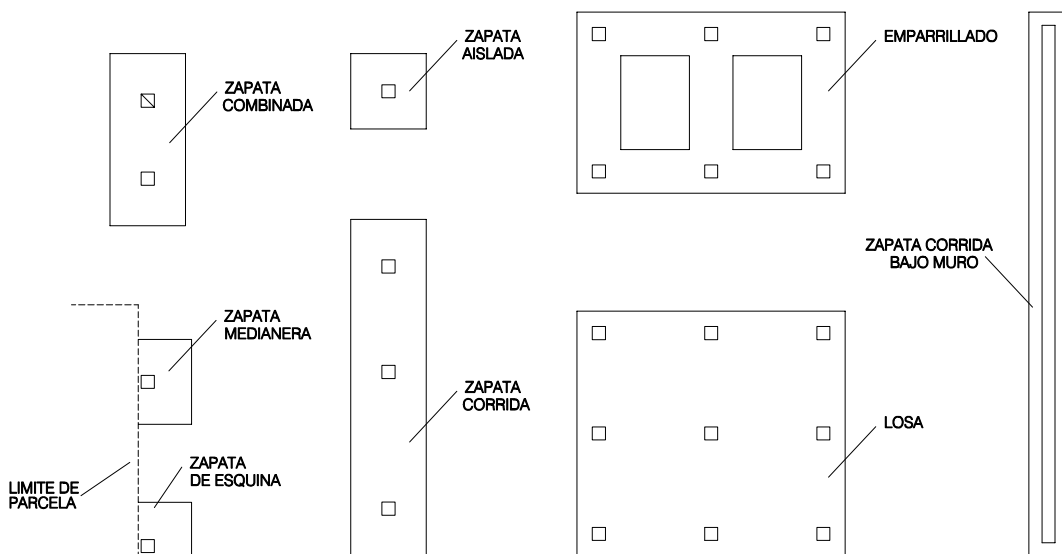 ZAPATA
COMBINADA
ZAPATA
AISLADA
EMPARRILLADO
ZAPATA CORRIDA
BAJO MURO
ZAPATA
MEDIANERA
ZAPATA
CORRIDA
LOSA
ZAPATA
DE ESQUINA
LIMITE DE
PARCELA